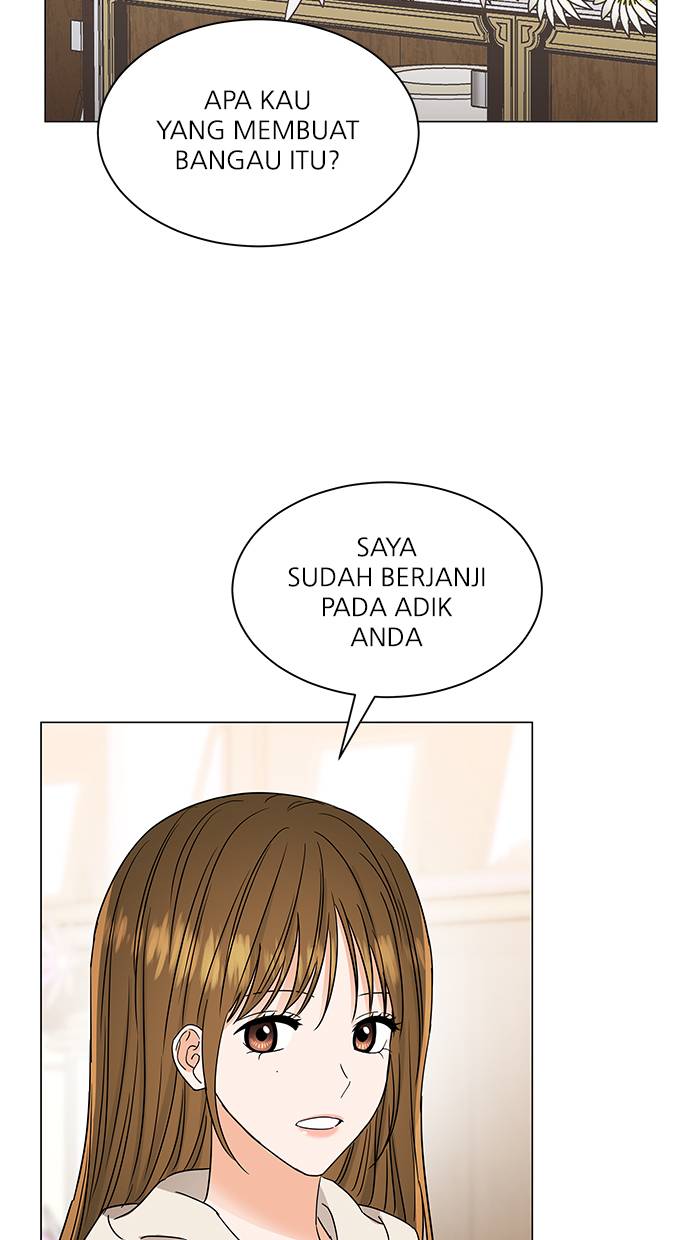 APA KAU
YANG MEMBUAT
BANGAU ITU?
SAYA
SUDAH BERJANJI
PADA ADIK
ANDA